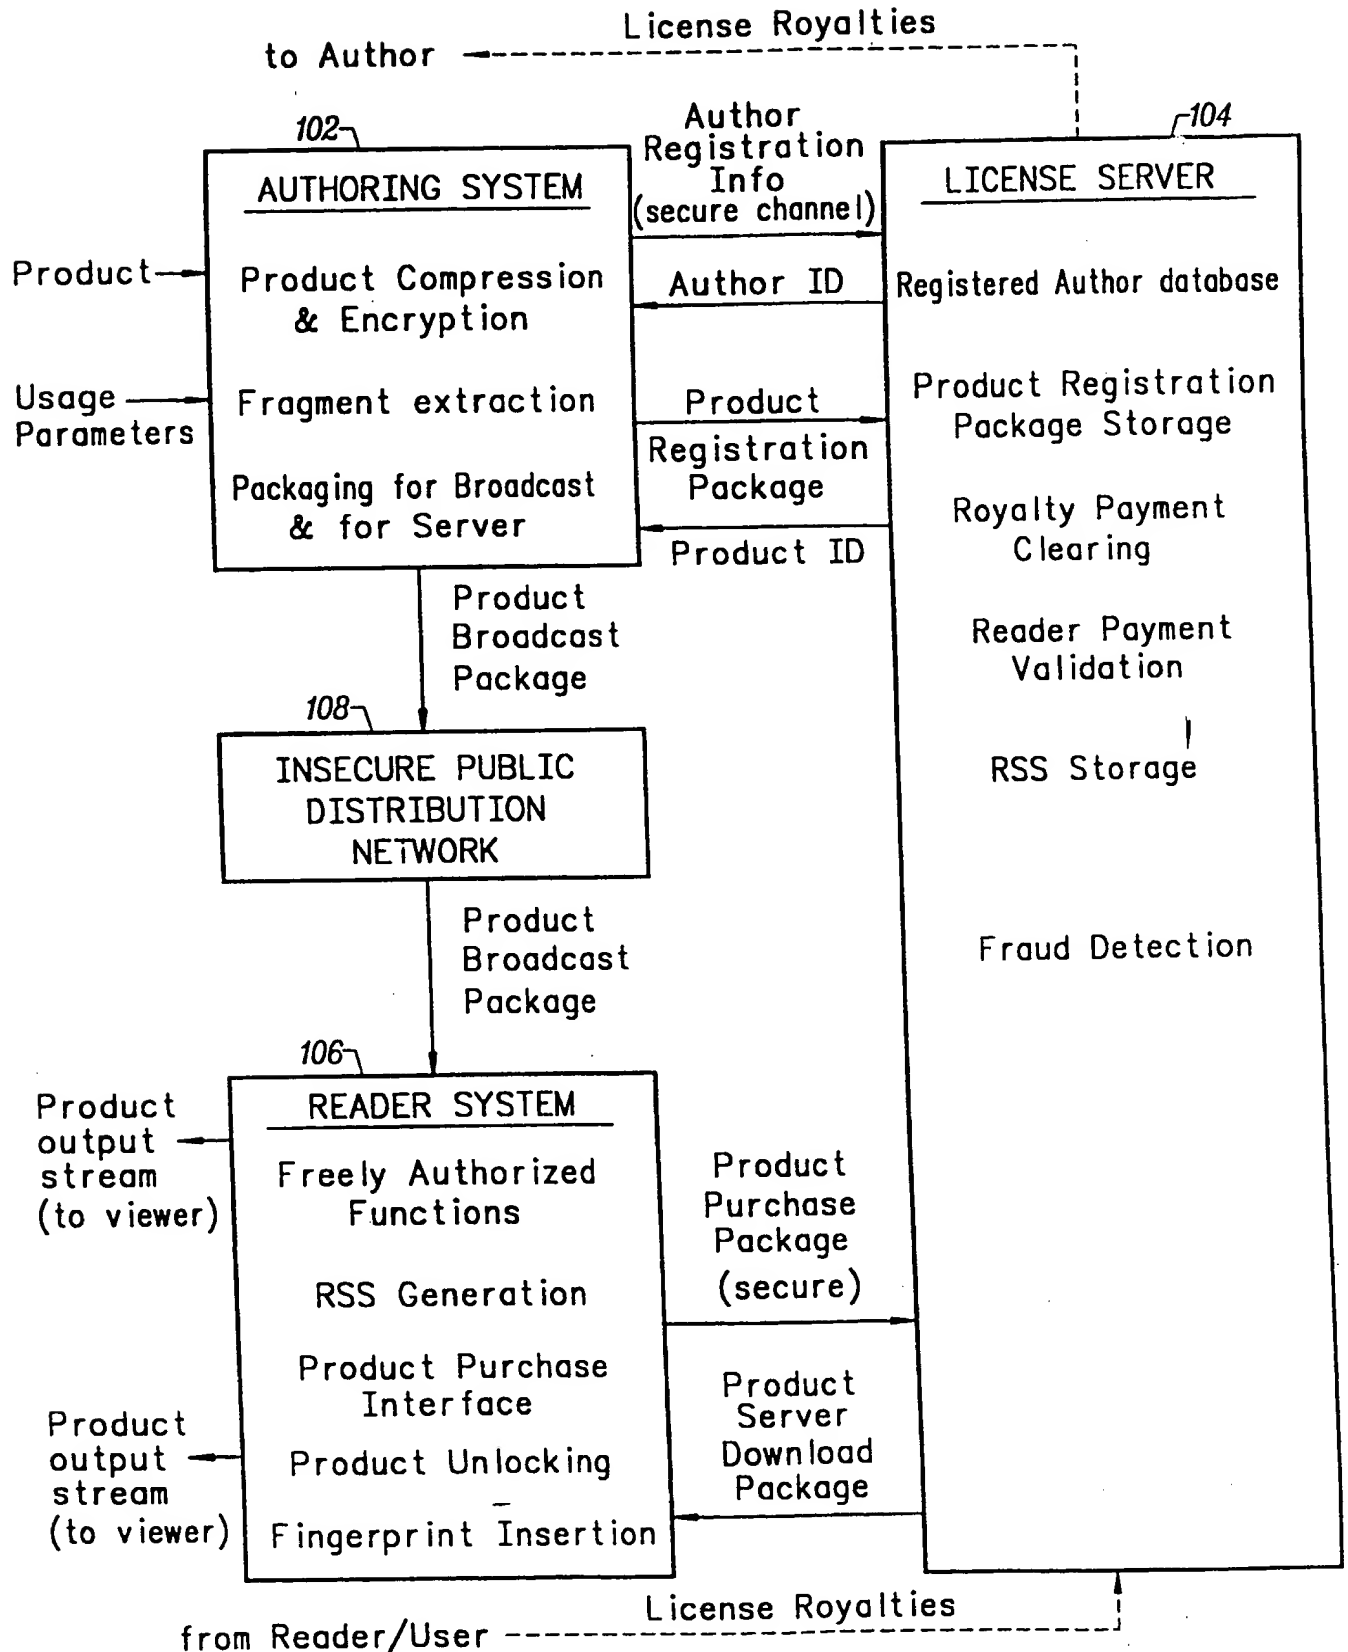 License Royalties
to Author
102
104
Author
Registration
Info
(secure channel)
AUTHORING SYSTEM
LICENSE SERVER
Product
Product Compression
& Encryption
Author ID
Registered Author database
Usage
Parameters
Fragment extraction
Product
Registration
Package
Product Registration
Package Storage
Packaging for Broadcast
& for Server
Product ID
Royalty Payment
Clearing
Product
Broadcast
Package
Reader Payment
Validation
108
INSECURE PUBLIC
DISTRIBUTION
NETWORK
RSS Storage
Product
Broadcast
Package
Fraud Detection
106
READER SYSTEM
Product
output
stream
(to viewer)
Freely Authorized
Functions
Product
Purchase
Package
(secure)
RSS Generation
Product Purchase
Interface
Product
Server
Download
Package
Product
output
stream
(to viewer)
Product Unlocking
Fingerprint Insertion
License Royalties
from Reader/User